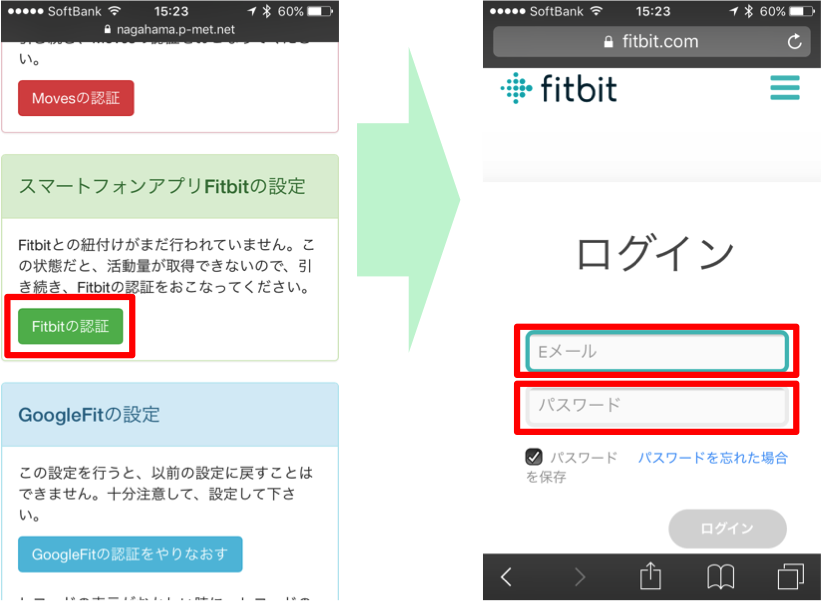 SoftBank 15:23 60%
nagahama.p-met.net
い。
Movesの認証
スマートフォンアプリFitbitの設定
Fitbitとの紐付けがまだ行われていません。こ
の状態だと、活動量が取得できないので、引
き続き、Fitbitの認証をおこなってください。
Fitbitの認証
GoogleFitの設定
この設定を行うと、以前の設定に戻すことは
できません。十分注意して、設定して下さ
い。
GoogleFitの認証をやりなおす
SoftBank 15:23 60%
fitbit.com
fitbit
ログイン
Eメール
パスワード
パスワード
を保存
パスワードを忘れた場合
ログイン